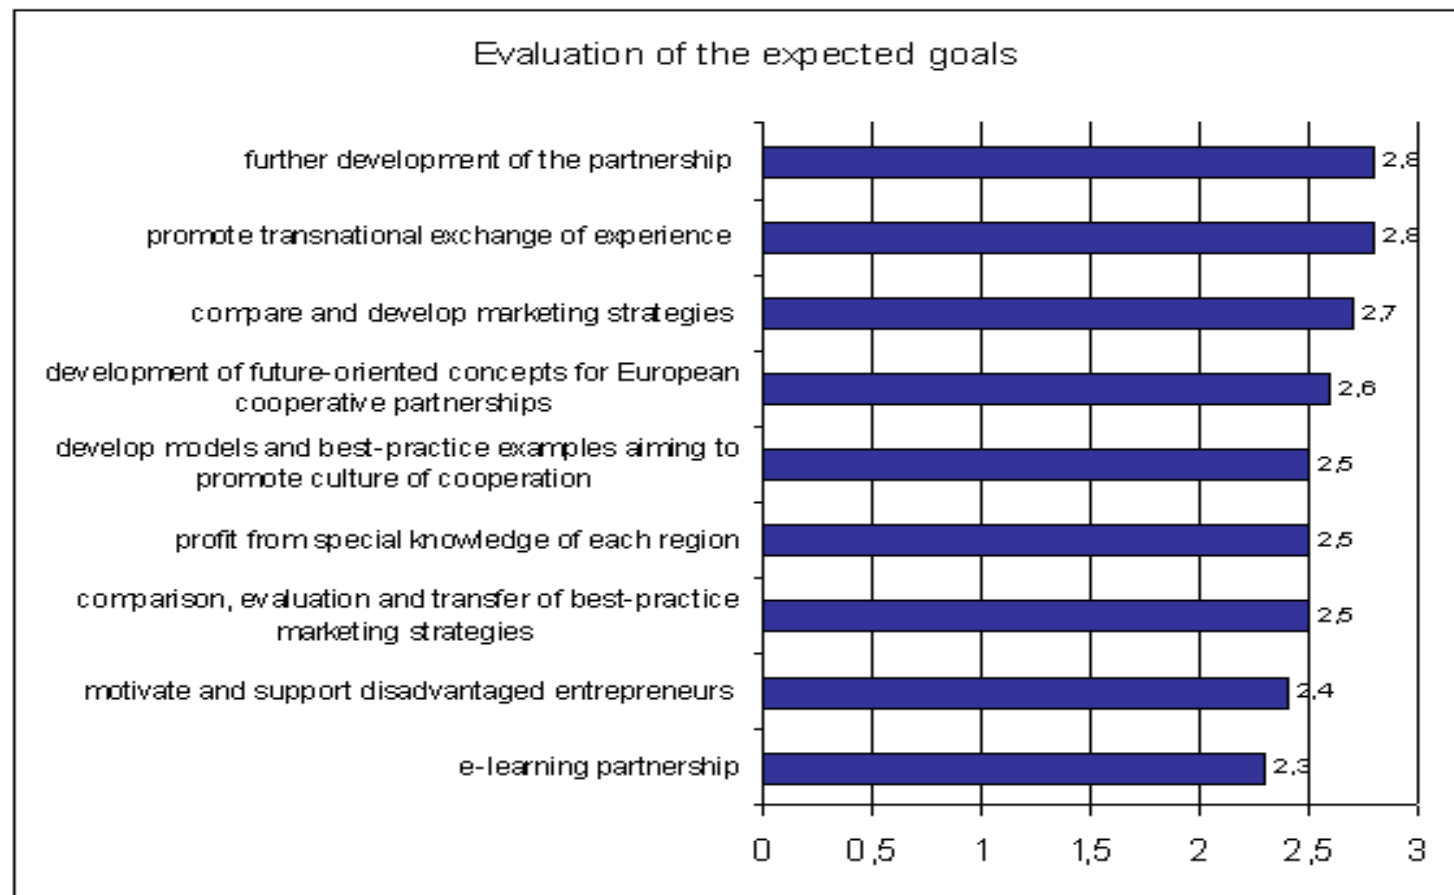 Evaluation of the expected goals
further development of the partnership
2,8
promote transnational exchange of experience
2,8
compare and develop marketing strategies
2,7
development of future-oriented concepts for European
cooperative partnerships
2,6
develop models and best-practice examples aiming to
promote culture of cooperation
2,5
profit from special knowledge of each region
2,5
comparison, evaluation and transfer of best-practice
marketing strategies
2,5
motivate and support disadvantaged entrepreneurs
2,4
e-learning partnership
2,3
0 0,5 1 1,5 2 2,5 3